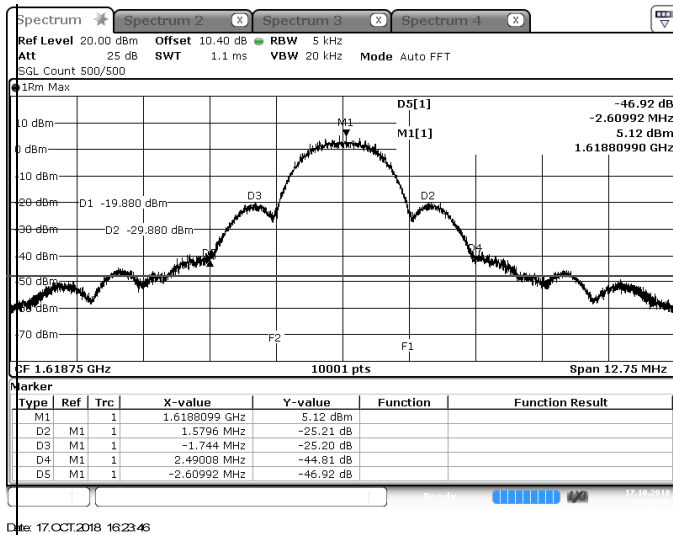 Spectrum Spectrum 2 X Spectrum 3 X Spectrum 4 X
Ref Level 20.00 dBm Offset 10.40 dB RBW 5 kHz
Att 25 dB SWT 1.1 ms VBW 20 kHz Mode Auto FFT
SGL Count 500/500
1Rm Max
D5[1] -46.92 dB
-2.60992 MHz
M1[1] 5.12 dBm
1.61880990 GHz
M1
10 dBm
0 dBm
-10 dBm
-20 dBm
D1 -19.880 dBm
D3
D2
D2 -29.880 dBm
-30 dBm
-40 dBm
D4
-50 dBm
-60 dBm
-70 dBm
F2
F1
CF 1.61875 GHz 10001 pts Span 12.75 MHz
Marker
Type Ref Trc X-value Y-value Function Function Result
M1 1 1.6188099 GHz 5.12 dBm
D2 M1 1 1.5796 MHz -25.21 dB
D3 M1 1 -1.744 MHz -25.20 dB
D4 M1 1 2.49008 MHz -44.81 dB
D5 M1 1 -2.60992 MHz -46.92 dB
Ready 17.10.2018
Date: 17.OCT.2018 16:23:46